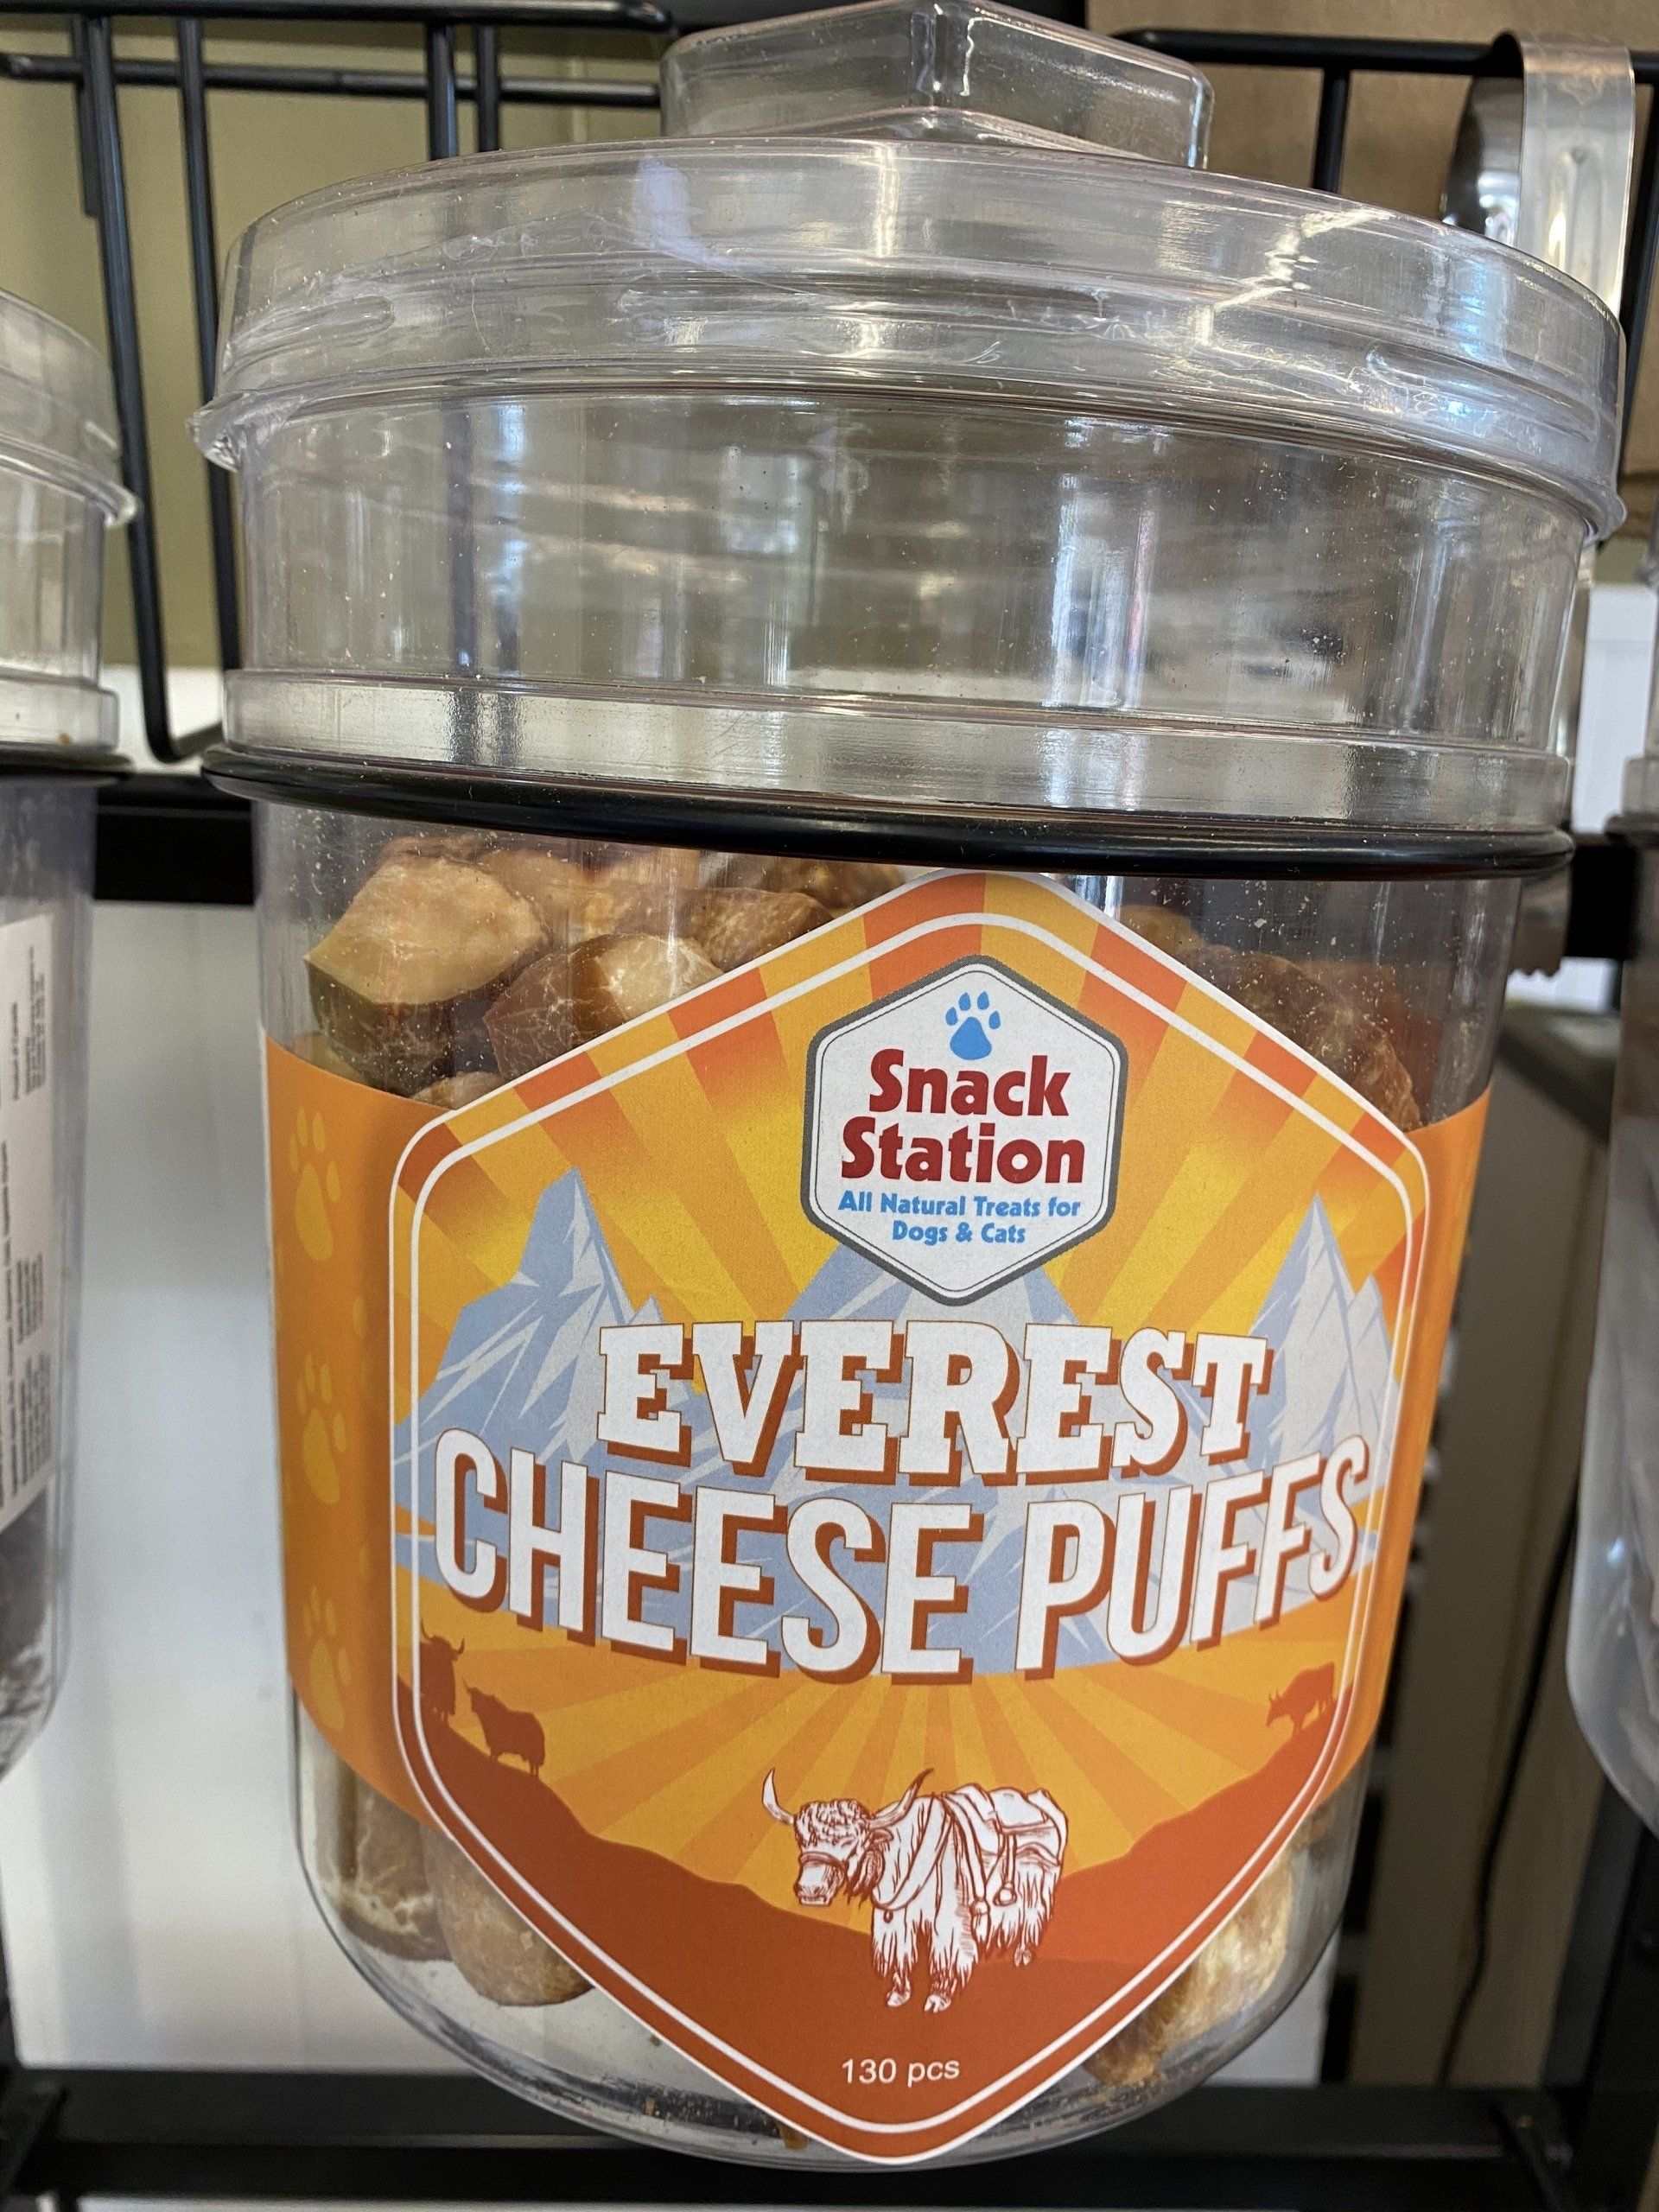 Snack
Station
All Natural Treats for
Dogs & Cats
EVEREST
CHEESE PUFFS
130 pcs